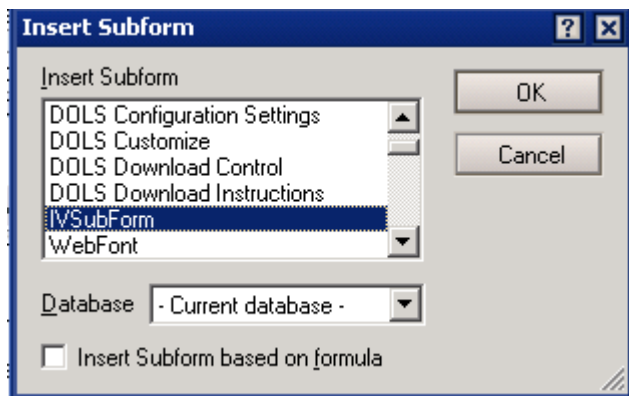 Insert Subform
Insert Subform
DOLS Configuration Settings
DOLS Customize
DOLS Download Control
DOLS Download Instructions
IVSubForm
WebFont
OK
Cancel
Database - Current database -
Insert Subform based on formula